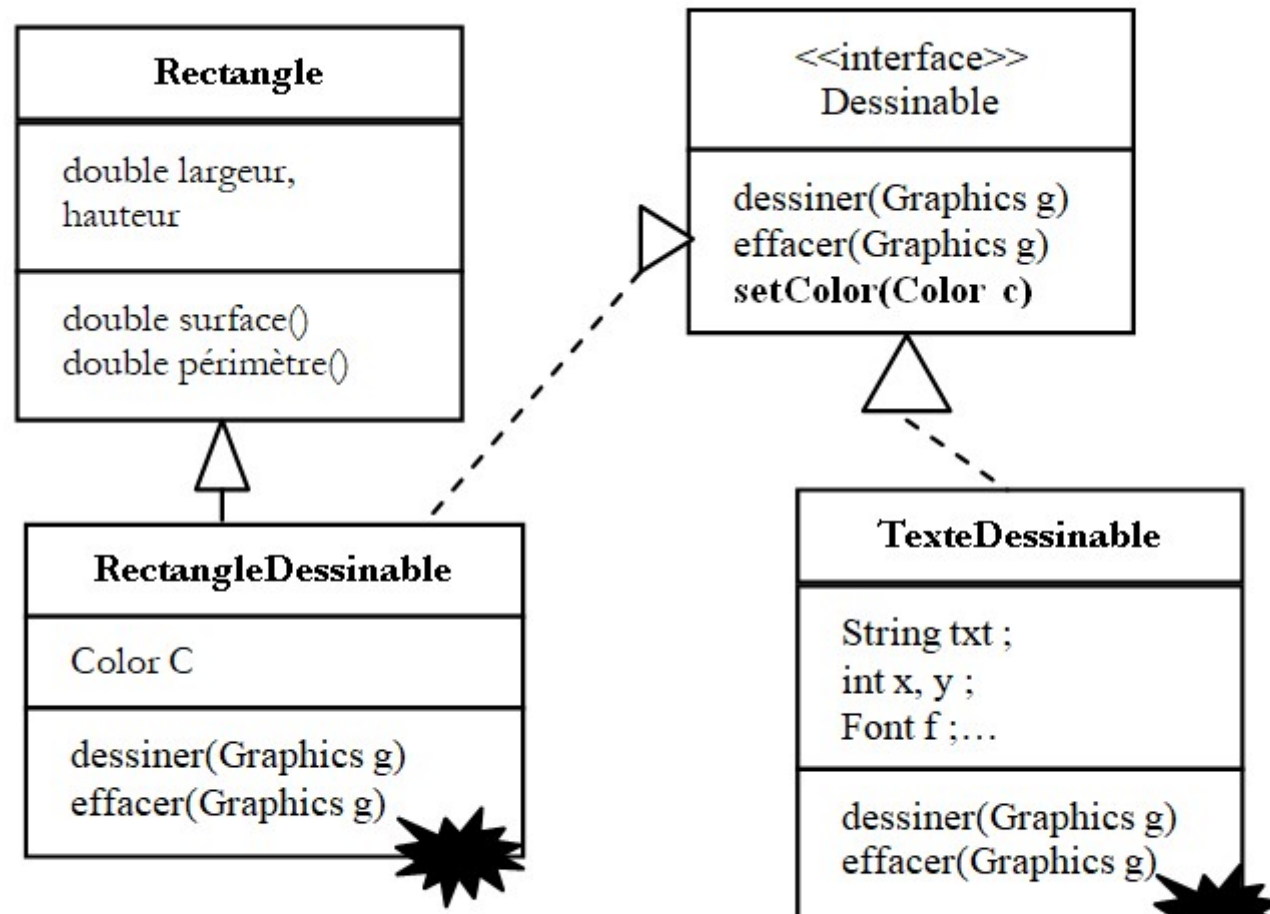 Rectangle
double largeur,
hauteur
double surface()
double périmètre()
<<interface>>
Dessinable
dessiner(Graphics g)
effacer(Graphics g)
setColor(Color c)
RectangleDessinable
Color C
dessiner(Graphics g)
effacer(Graphics g)
TexteDessinable
String txt ;
int x, y ;
Font f ;…
dessiner(Graphics g)
effacer(Graphics g)